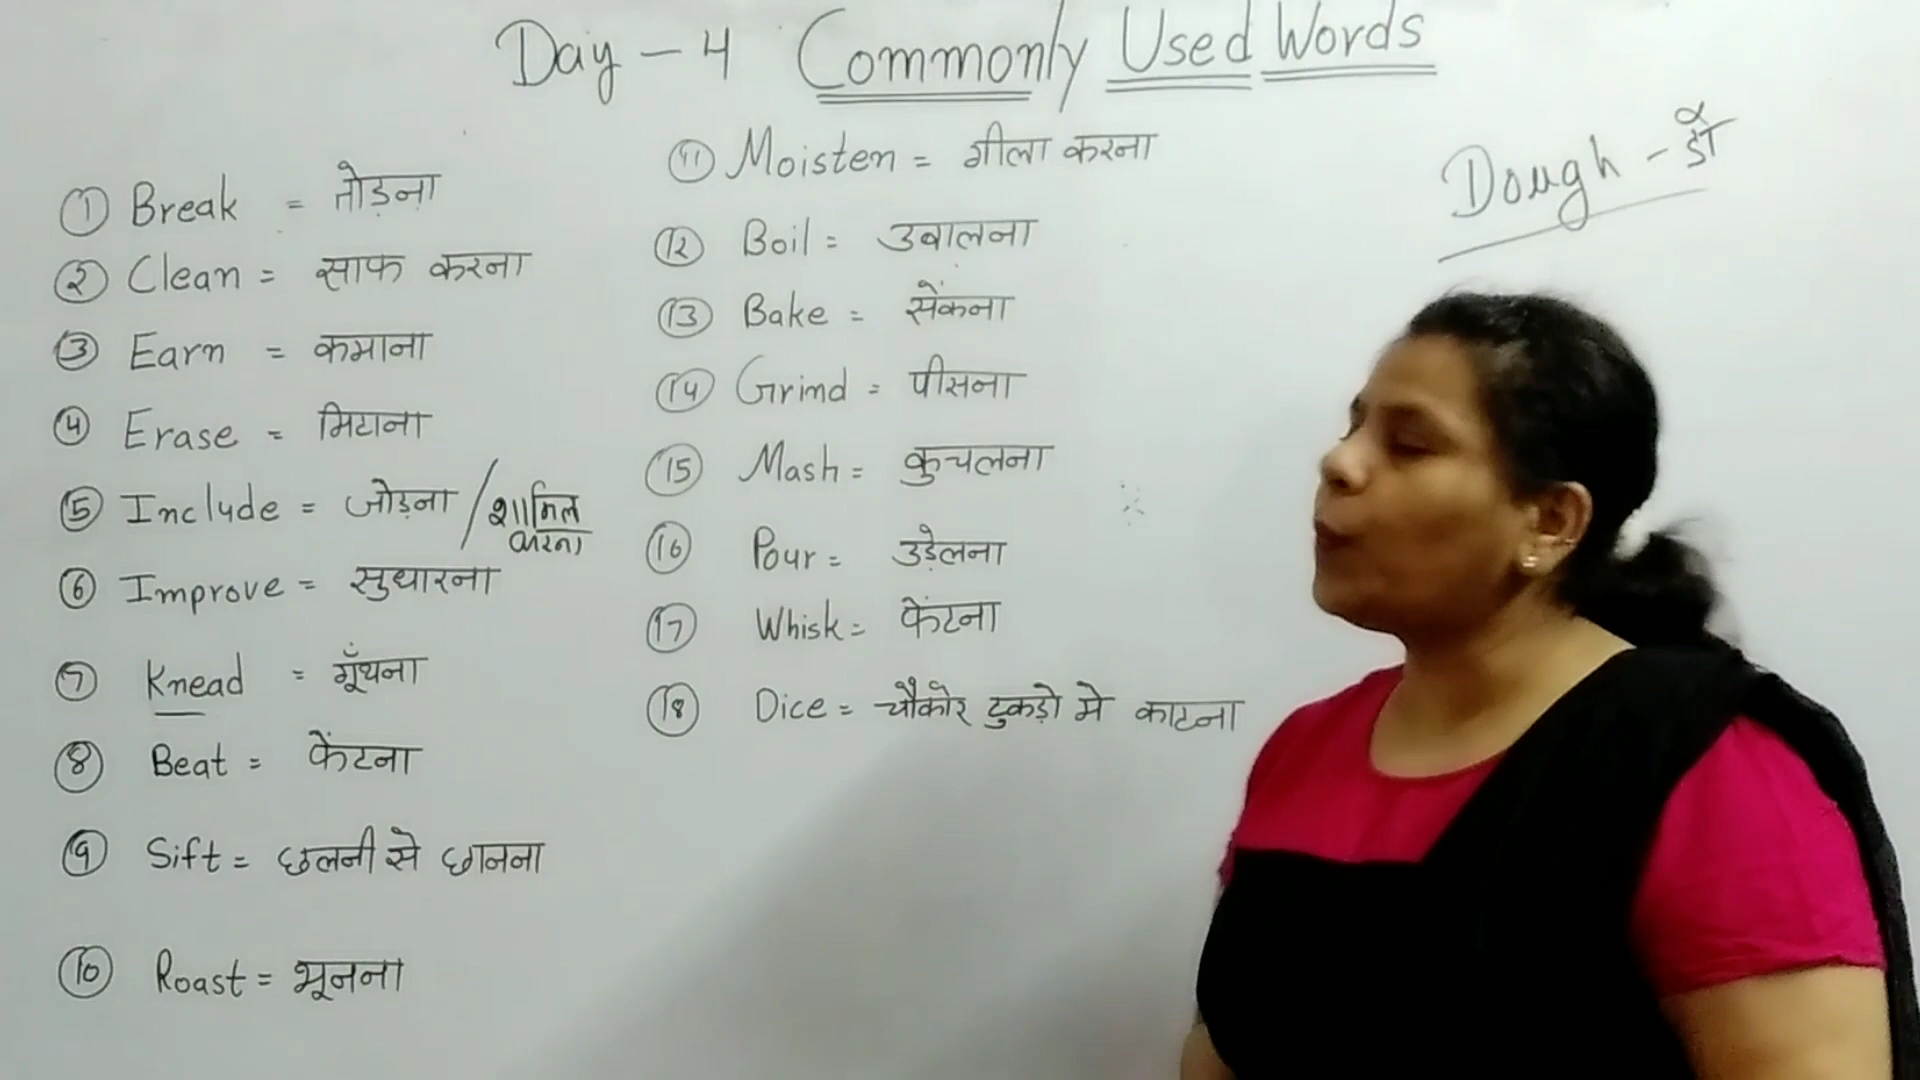 Day - 4 Commonly Used Words
① Break = तोड़ना
② Clean = साफ करना
③ Earn = कमाना
④ Erase = मिटाना
⑤ Include = जोड़ना / शामिल करना
⑥ Improve = सुधारना
⑦ Knead = गूँथना
⑧ Beat = फेंटना
⑨ Sift = छलनी से छानना
⑩ Roast = भूनना
⑪ Moisten = गीला करना
⑫ Boil = उबालना
⑬ Bake = सेंकना
⑭ Grind = पीसना
⑮ Mash = कुचलना
⑯ Pour = उड़ेलना
⑰ Whisk = फेंटना
⑱ Dice = चौकोर टुकड़ो मे काटना
Dough - डॅा